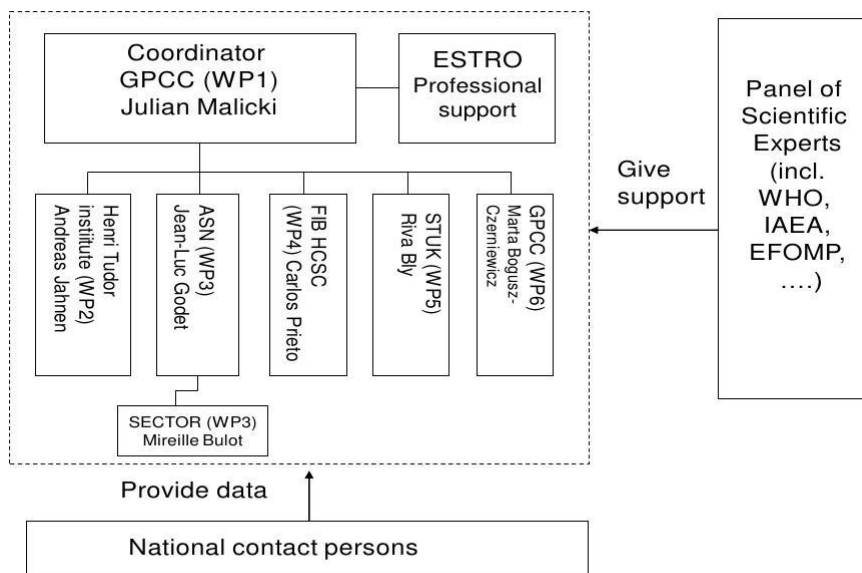 Coordinator
GPCC (WP1)
Julian Malicki
ESTRO
Professional
support
Panel of
Scientific
Experts
(incl.
WHO,
IAEA,
EFOMP,
....)
Give
support
Henri Tudor
instiitute (WP2)
Andreas Jahnen
ASN (WP3)
Jean-Luc Godet
FIB HCSC
(WP4) Carlos Prieto
STUK (WP5)
Riva Bly
GPCC (WP6)
Marta Bogusz-
Czerniewicz
SECTOR (WP3)
Mireille Bulot
Provide data
National contact persons